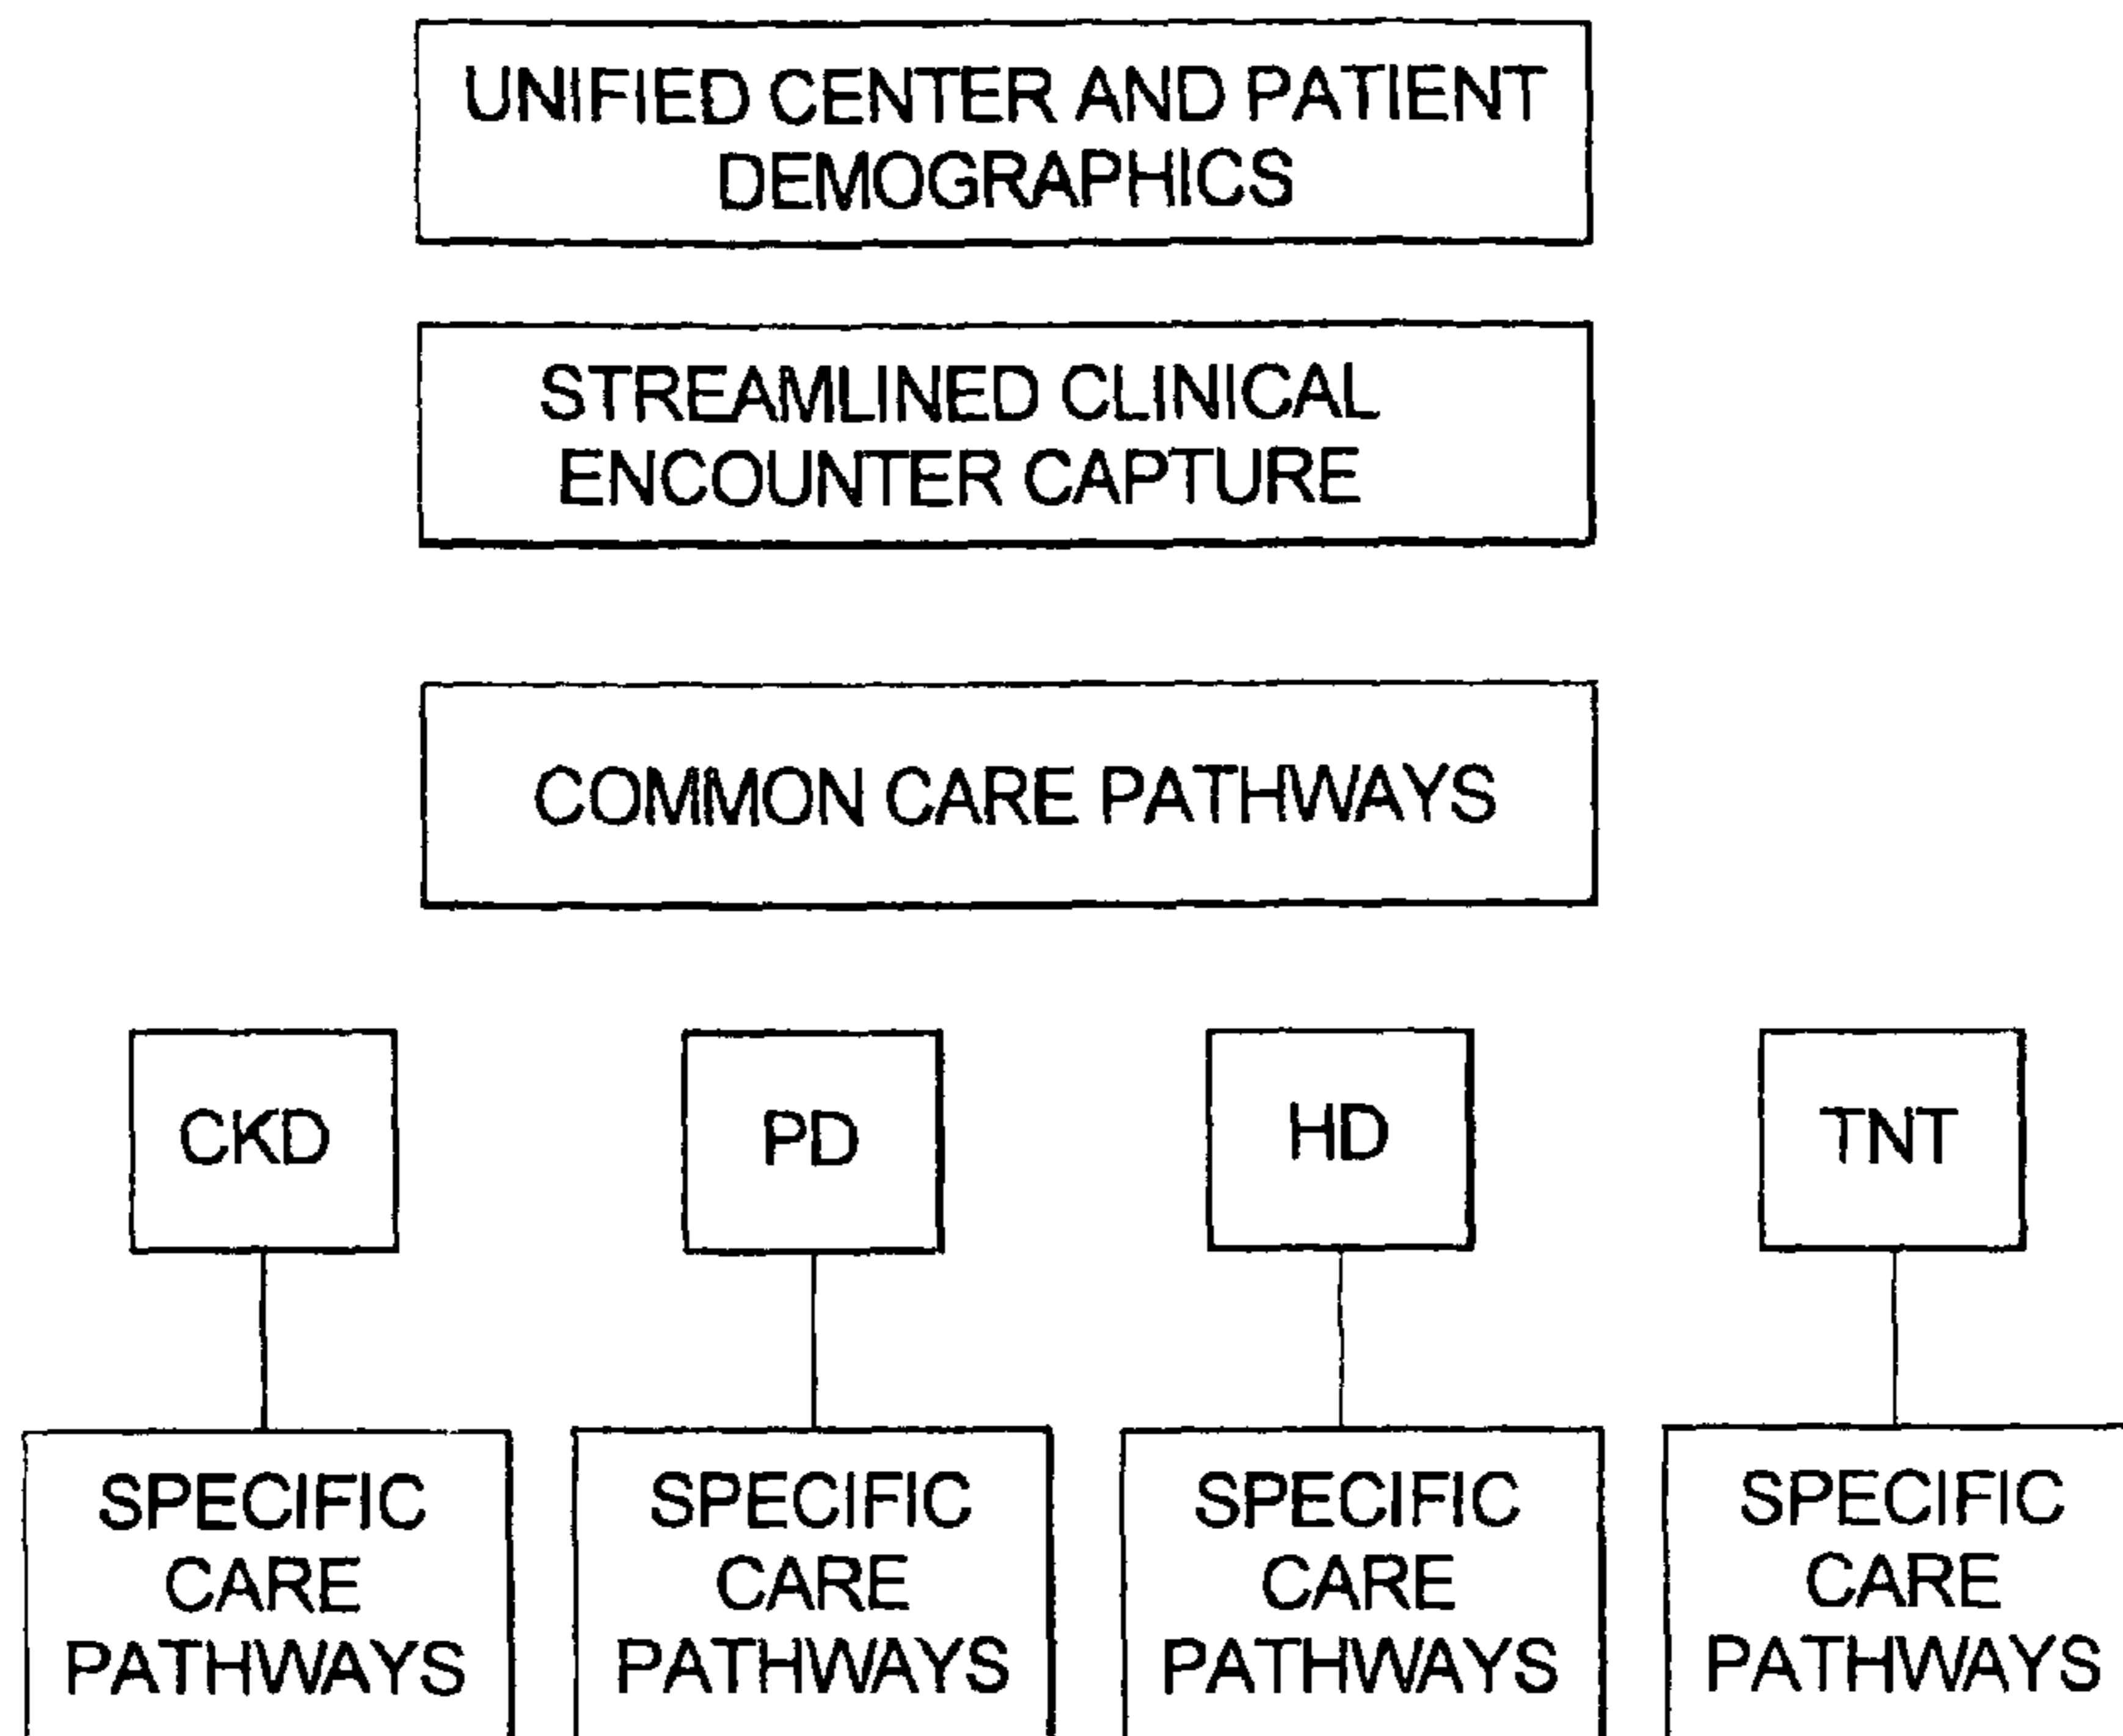 UNIFIED CENTER AND PATIENT
DEMOGRAPHICS
STREAMLINED CLINICAL
ENCOUNTER CAPTURE
COMMON CARE PATHWAYS
CKD
PD
HD
TNT
SPECIFIC
CARE
PATHWAYS
SPECIFIC
CARE
PATHWAYS
SPECIFIC
CARE
PATHWAYS
SPECIFIC
CARE
PATHWAYS